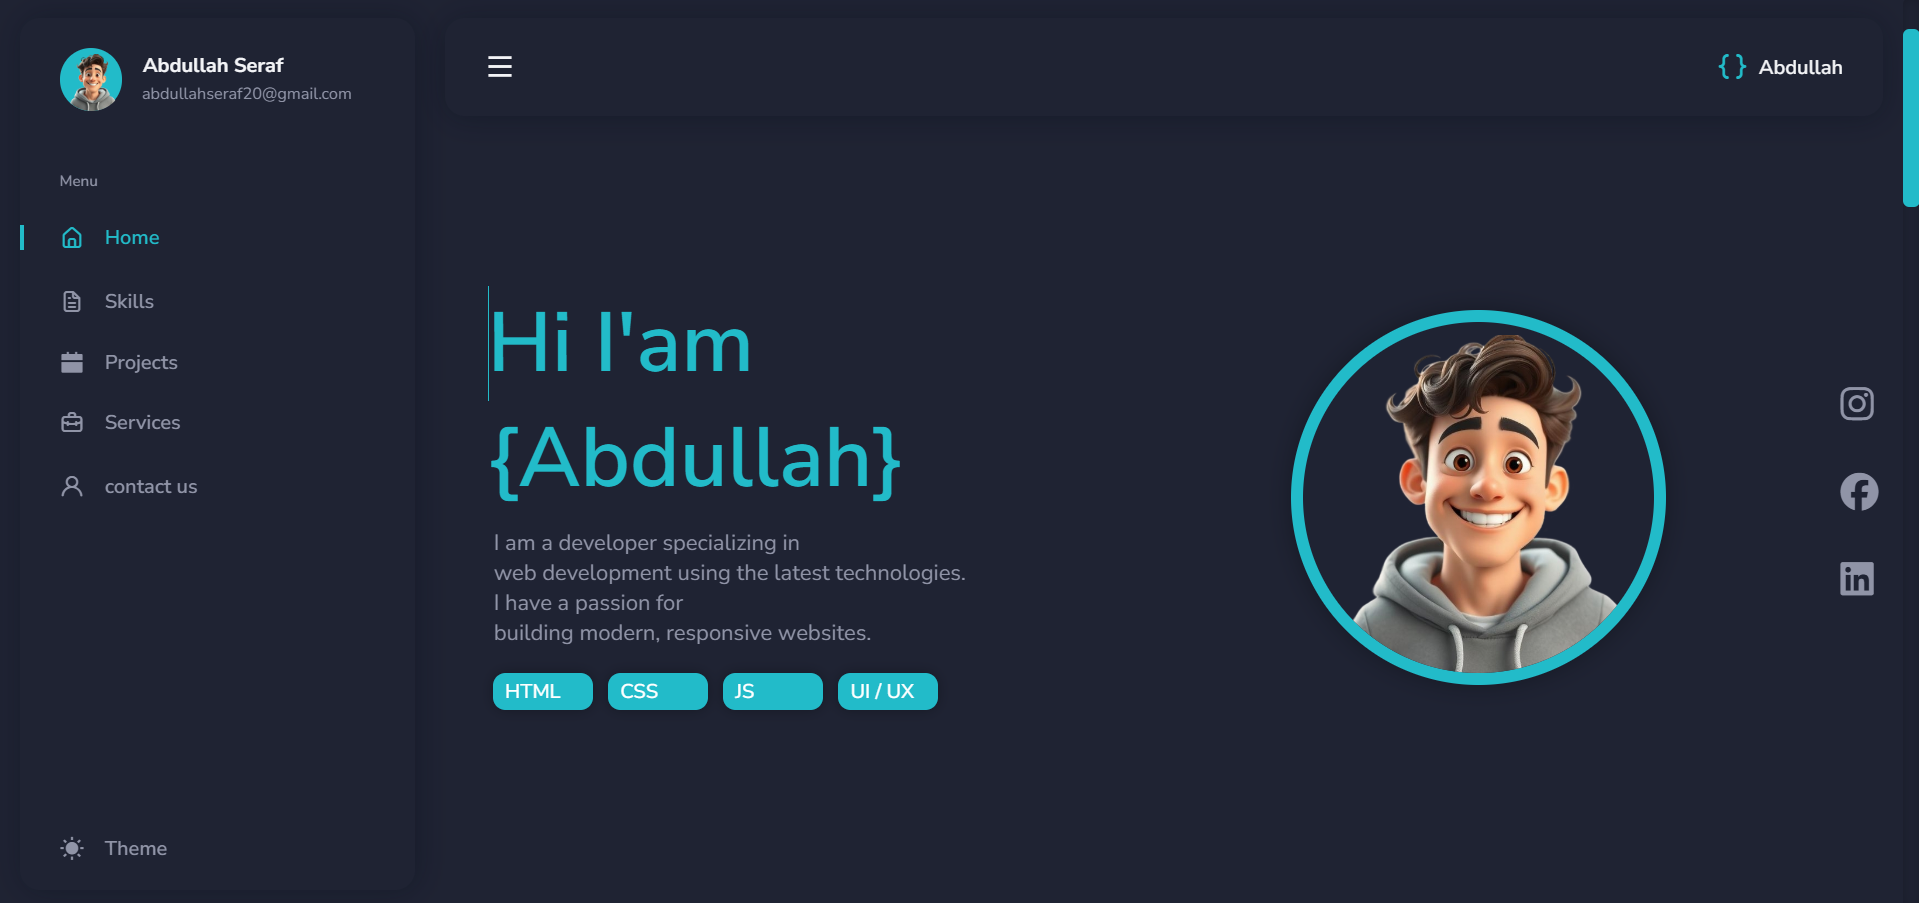 Abdullah Seraf
abdullahseraf20@gmail.com
Menu
Home
Skills
Projects
Services
contact us
Theme
{ } Abdullah
Hi I'am
{Abdullah}
I am a developer specializing in
web development using the latest technologies.
I have a passion for
building modern, responsive websites.
HTML
CSS
JS
UI / UX
in